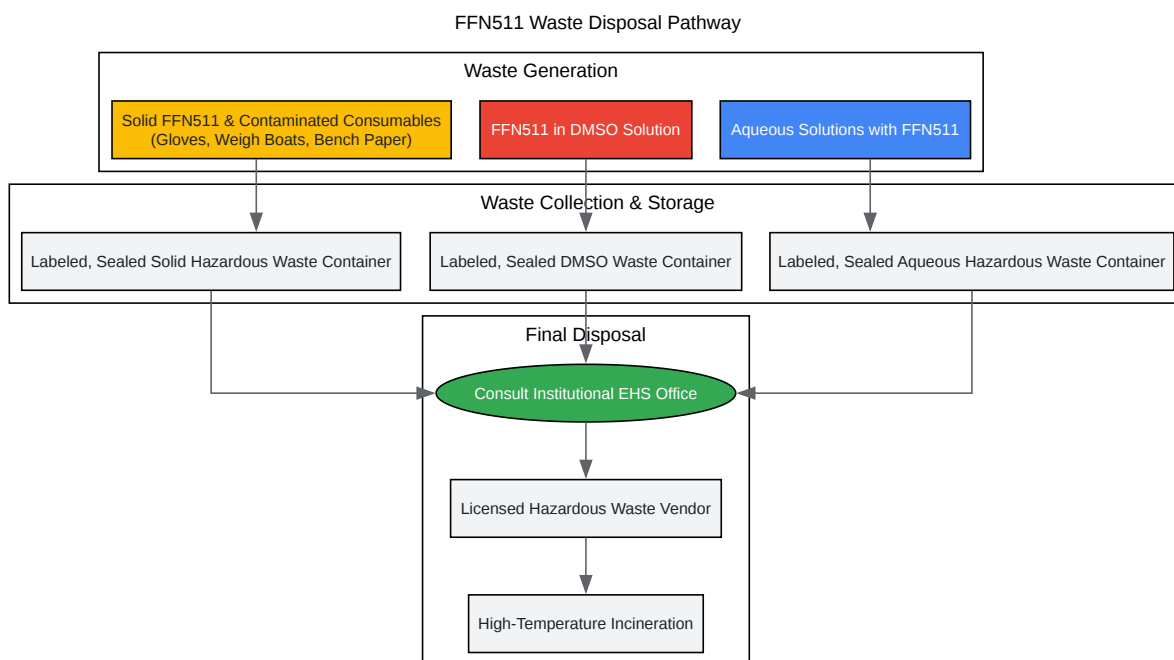 FFN511 Waste Disposal Pathway
Waste Generation
Solid FFN511 & Contaminated Consumables
(Gloves, Weigh Boats, Bench Paper)
FFN511 in DMSO Solution
Aqueous Solutions with FFN511
Waste Collection & Storage
Labeled, Sealed Solid Hazardous Waste Container
Labeled, Sealed DMSO Waste Container
Labeled, Sealed Aqueous Hazardous Waste Container
Final Disposal
Consult Institutional EHS Office
Licensed Hazardous Waste Vendor
High-Temperature Incineration